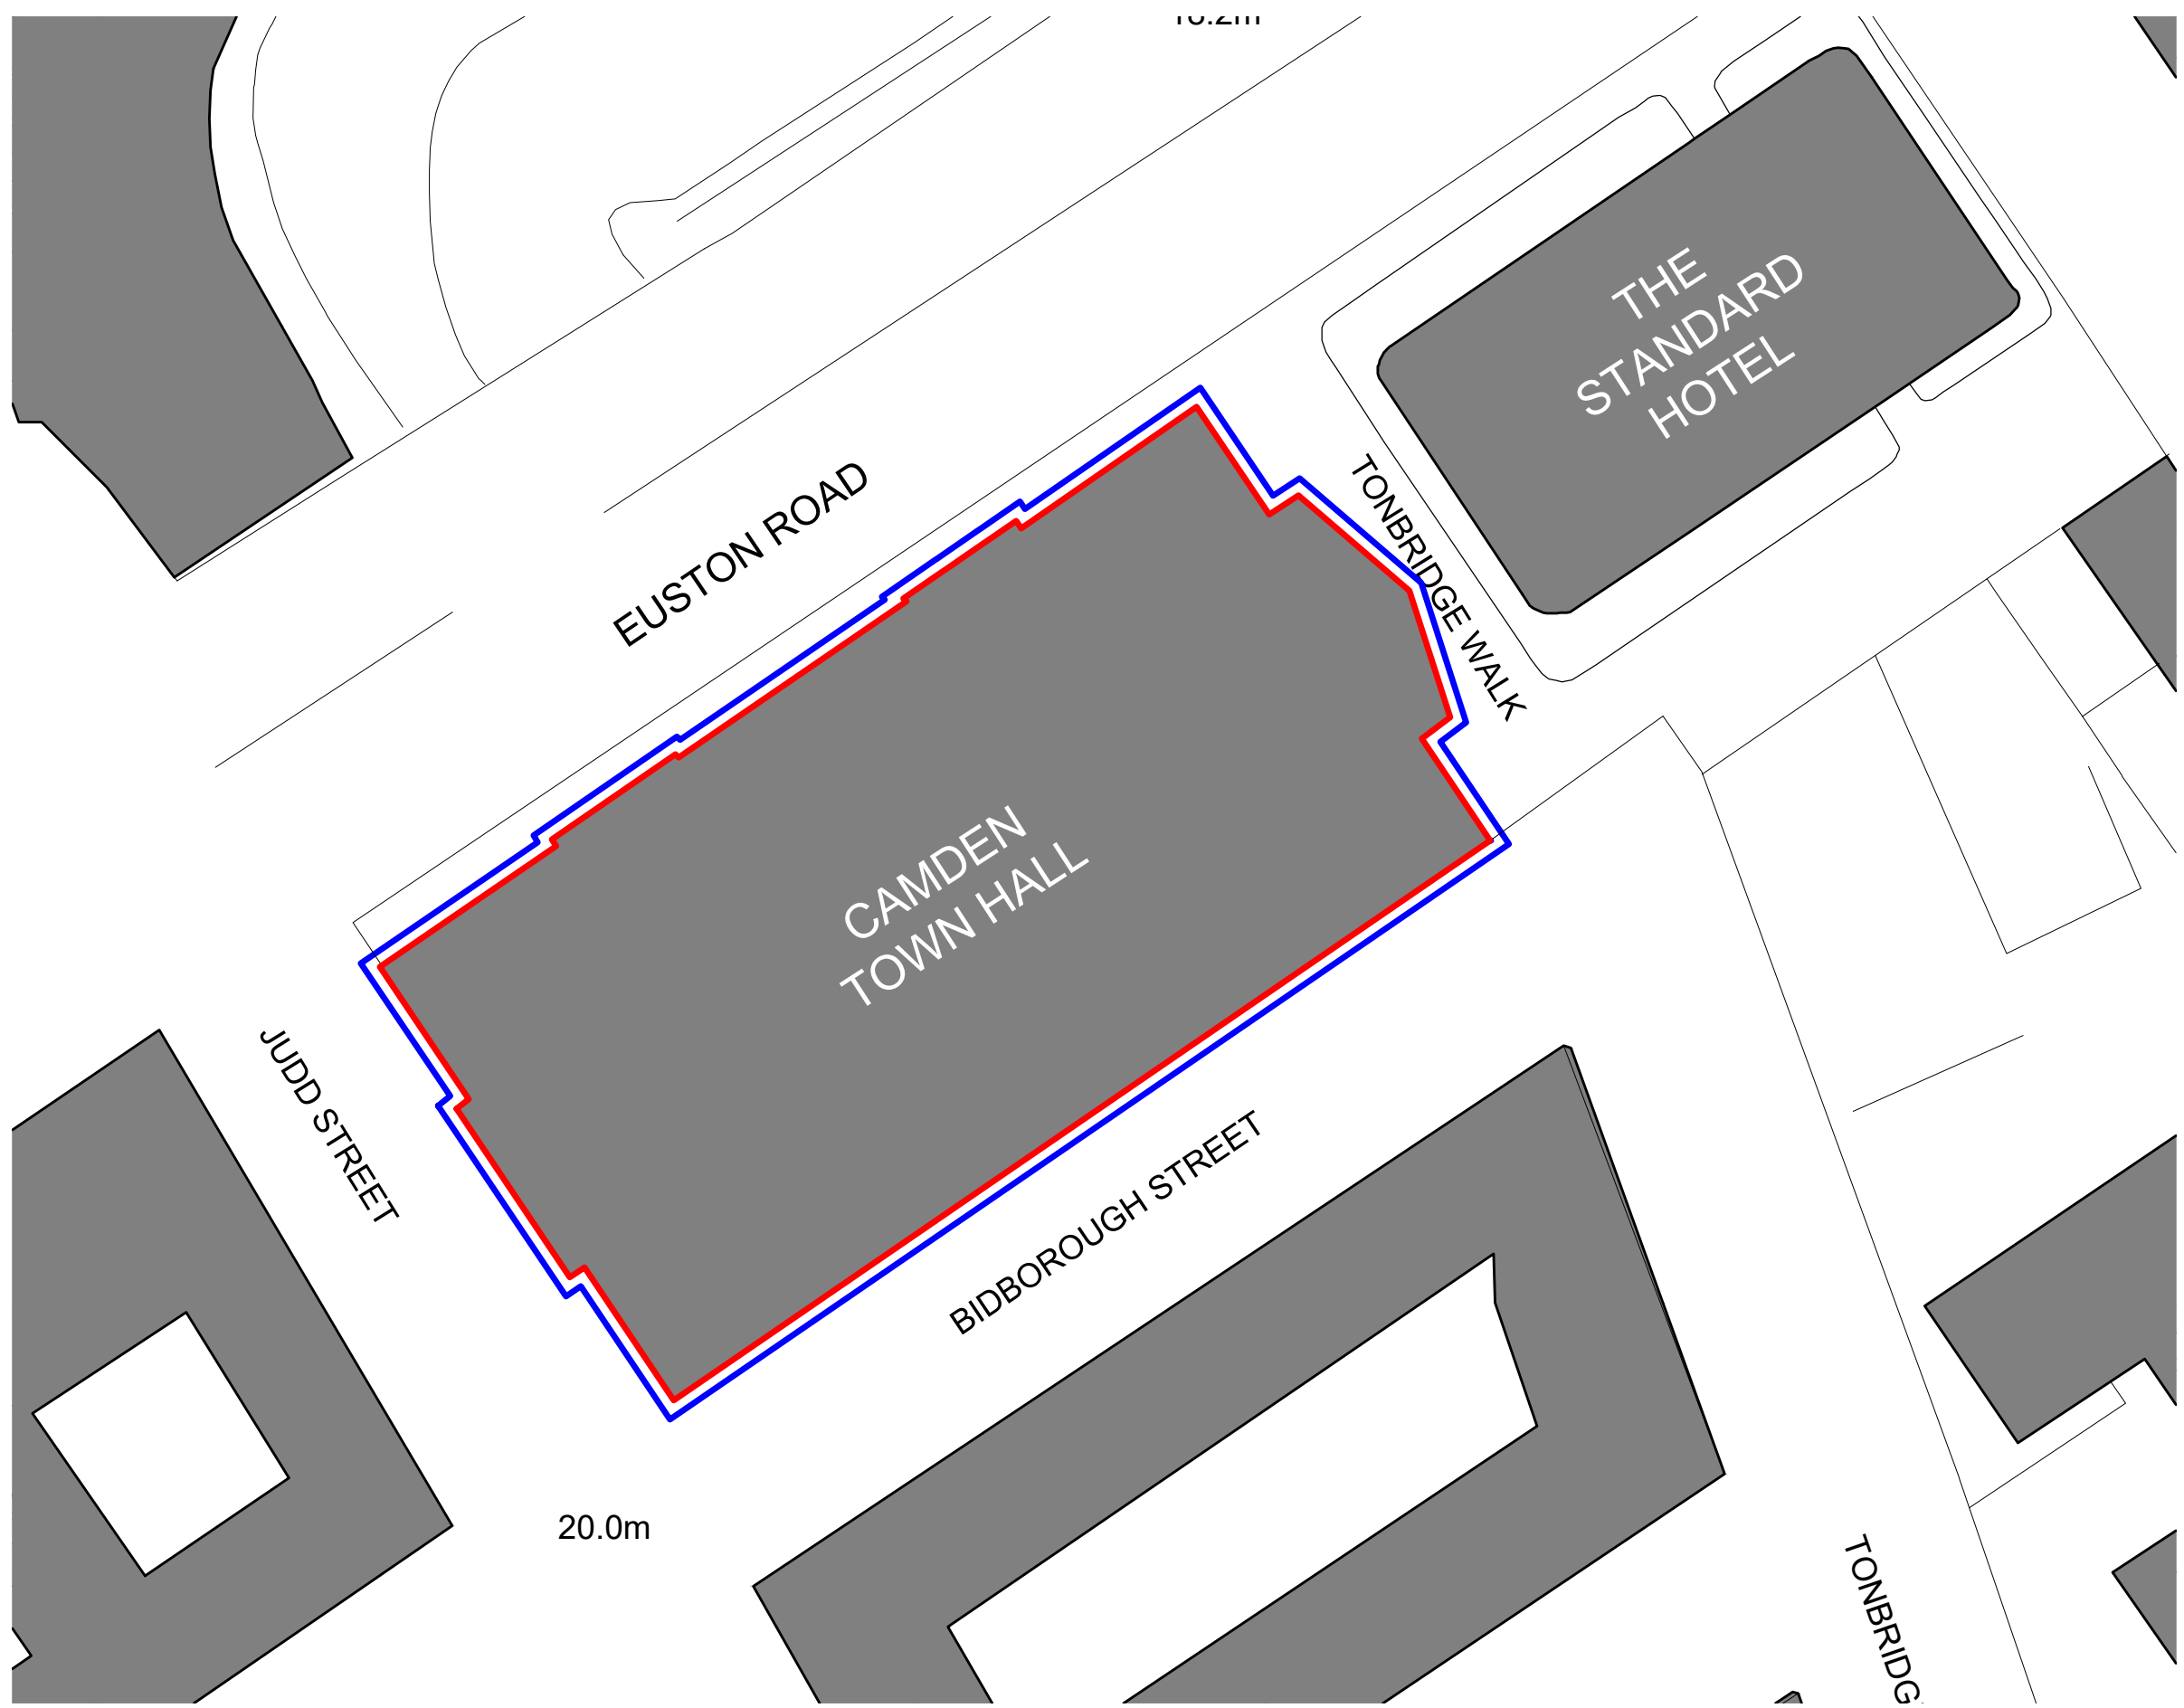 THE
STANDARD
HOTEL
EUSTON ROAD
TONBRIDGE WALK
CAMDEN
TOWN HALL
JUDD STREET
BIDBOROUGH STREET
20.0m